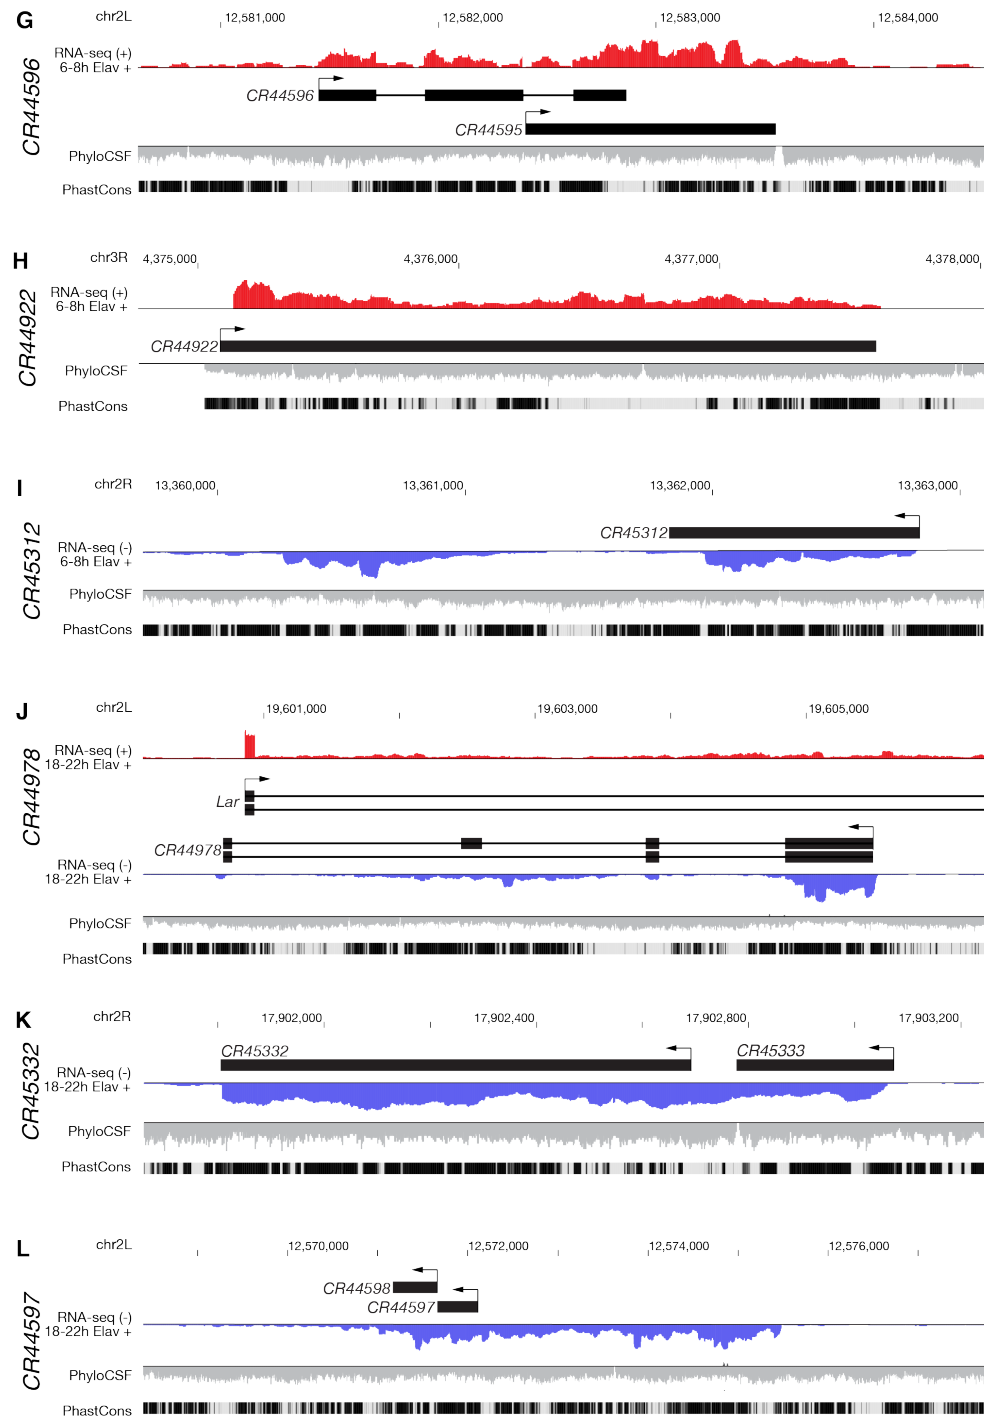 G
chr2L
12,581,000
12,582,000
12,583,000
12,584,000
CR44596
RNA-seq (+)
6-8h Elav +
CR44596
CR44595
PhyloCSF
PhastCons
H
chr3R
4,375,000
4,376,000
4,377,000
4,378,000
CR44922
RNA-seq (+)
6-8h Elav +
CR44922
PhyloCSF
PhastCons
I
chr2R
13,360,000
13,361,000
13,362,000
13,363,000
CR45312
CR45312
RNA-seq (-)
6-8h Elav +
PhyloCSF
PhastCons
J
chr2L
19,601,000
19,603,000
19,605,000
CR44978
RNA-seq (+)
18-22h Elav +
Lar
CR44978
RNA-seq (-)
18-22h Elav +
PhyloCSF
PhastCons
K
chr2R
17,902,000
17,902,400
17,902,800
17,903,200
CR45332
CR45332
CR45333
RNA-seq (-)
18-22h Elav +
PhyloCSF
PhastCons
L
chr2L
12,570,000
12,572,000
12,574,000
12,576,000
CR44597
CR44598
CR44597
RNA-seq (-)
18-22h Elav +
PhyloCSF
PhastCons